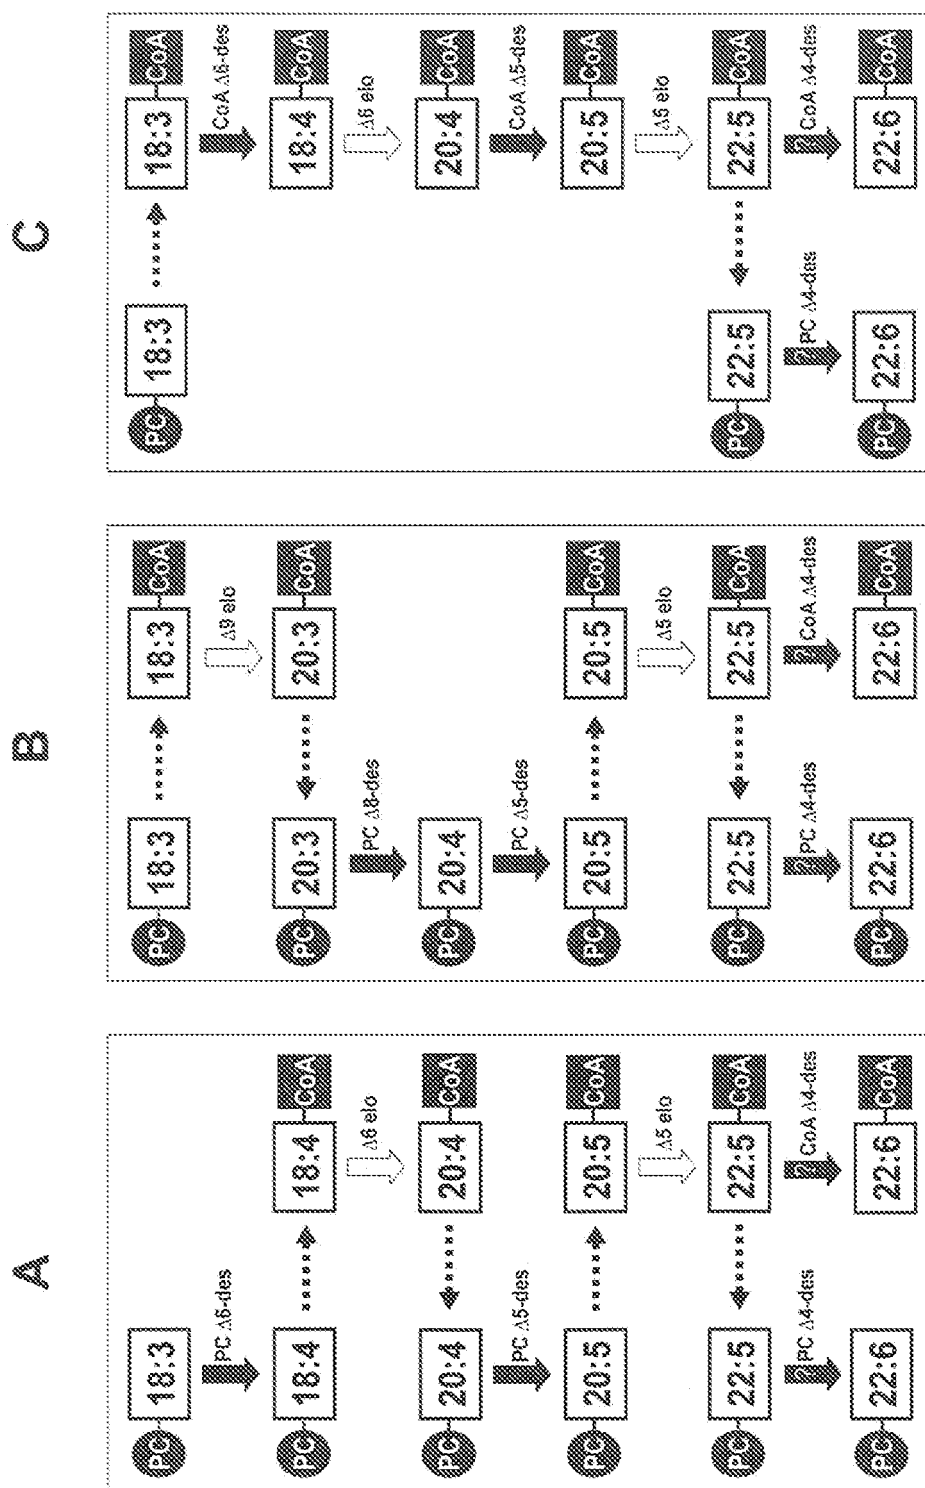 A
PC 18:3
PC Δ6-des
PC 18:4 18:4 CoA
Δ6 elo
PC 20:4 20:4 CoA
PC Δ5-des
PC 20:5 20:5 CoA
Δ5 elo
PC 22:5 22:5 CoA
? PC Δ4-des ? CoA Δ4-des
PC 22:6 22:6 CoA
B
PC 18:3 18:3 CoA
Δ9 elo
PC 20:3 20:3 CoA
PC Δ8-des
PC 20:4
PC Δ5-des
PC 20:5 20:5 CoA
Δ5 elo
PC 22:5 22:5 CoA
? PC Δ4-des ? CoA Δ4-des
PC 22:6 22:6 CoA
C
PC 18:3 18:3 CoA
CoA Δ6-des
18:4 CoA
Δ6 elo
20:4 CoA
CoA Δ5-des
20:5 CoA
Δ5 elo
PC 22:5 22:5 CoA
? PC Δ4-des ? CoA Δ4-des
PC 22:6 22:6 CoA